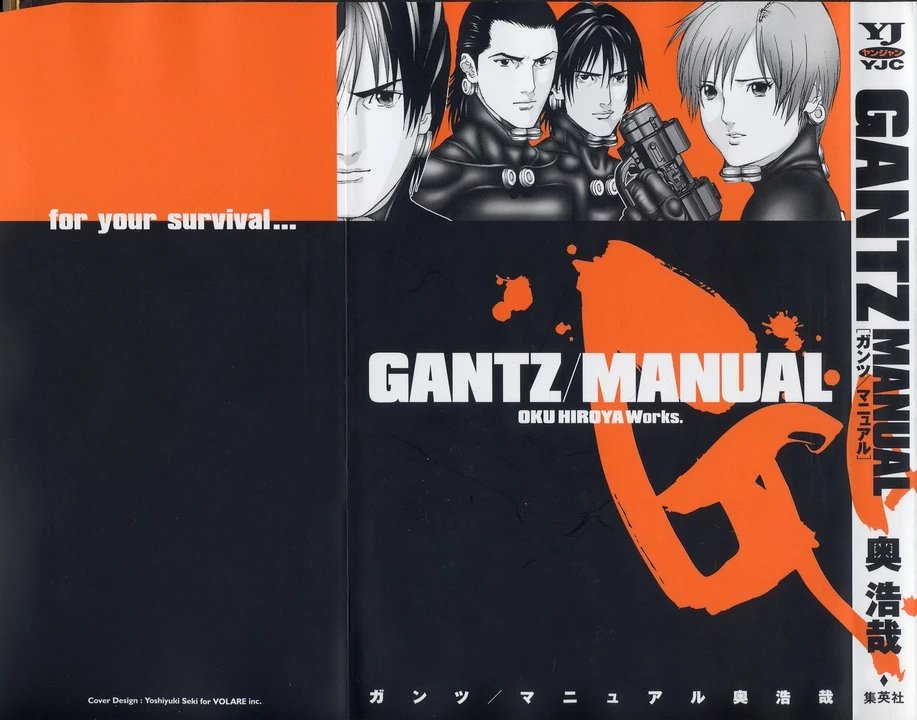 for your survival...
Cover Design : Yoshiyuki Seki for VOLARE inc.
GANTZ/MANUAL
OKU HIROYA Works.
ガンツ/マニュアル 奥浩哉
YJ
ヤンジャン
YJC
GANTZ MANUAL
[ガンツ/マニュアル]
奥 浩哉
集英社